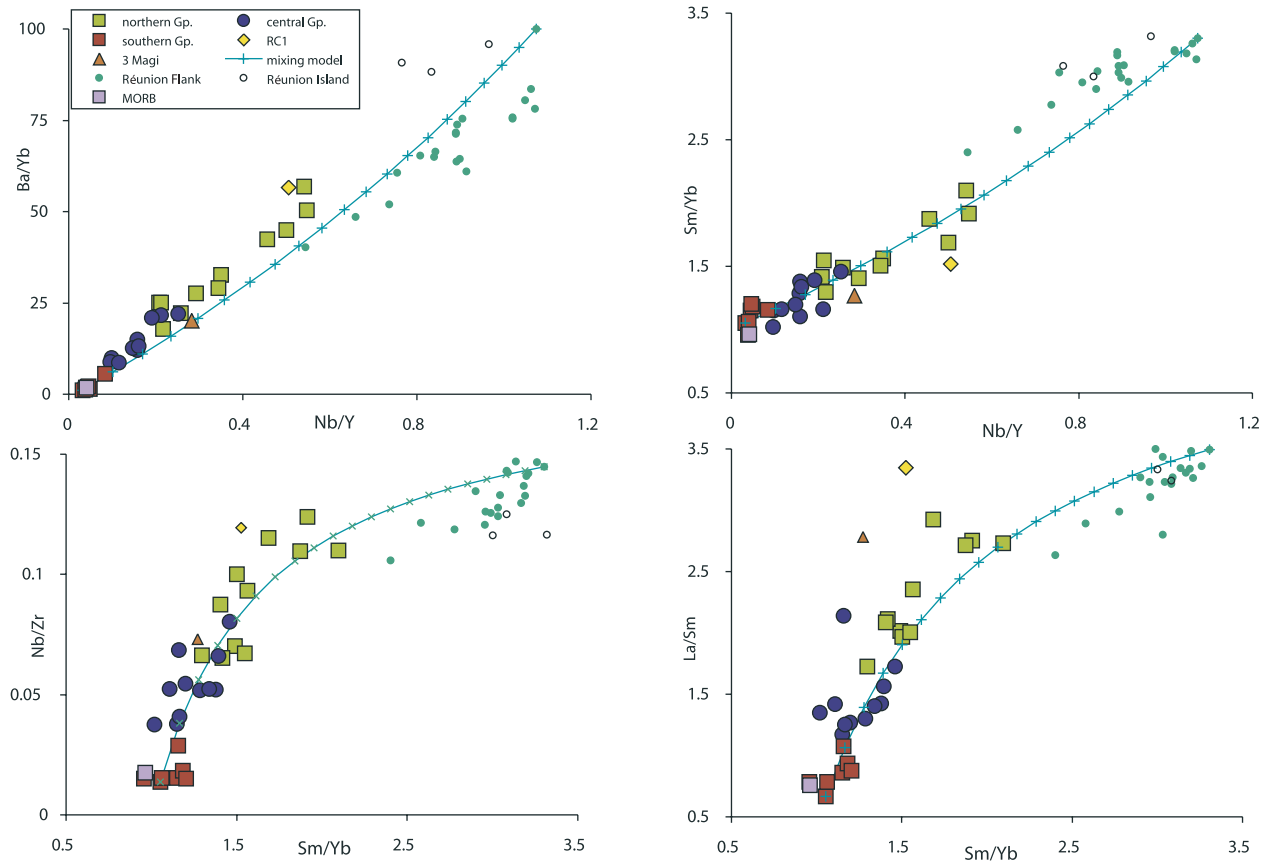 northern Gp.
central Gp.
southern Gp.
RC1
3 Magi
mixing model
Réunion Flank
Réunion Island
MORB
100
75
50
25
0
Ba/Yb
0
0.4
0.8
1.2
Nb/Y
3.5
2.5
1.5
0.5
Sm/Yb
0
0.4
0.8
1.2
Nb/Y
0.15
0.1
0.05
0
Nb/Zr
0.5
1.5
2.5
3.5
Sm/Yb
3.5
2.5
1.5
0.5
La/Sm
0.5
1.5
2.5
3.5
Sm/Yb